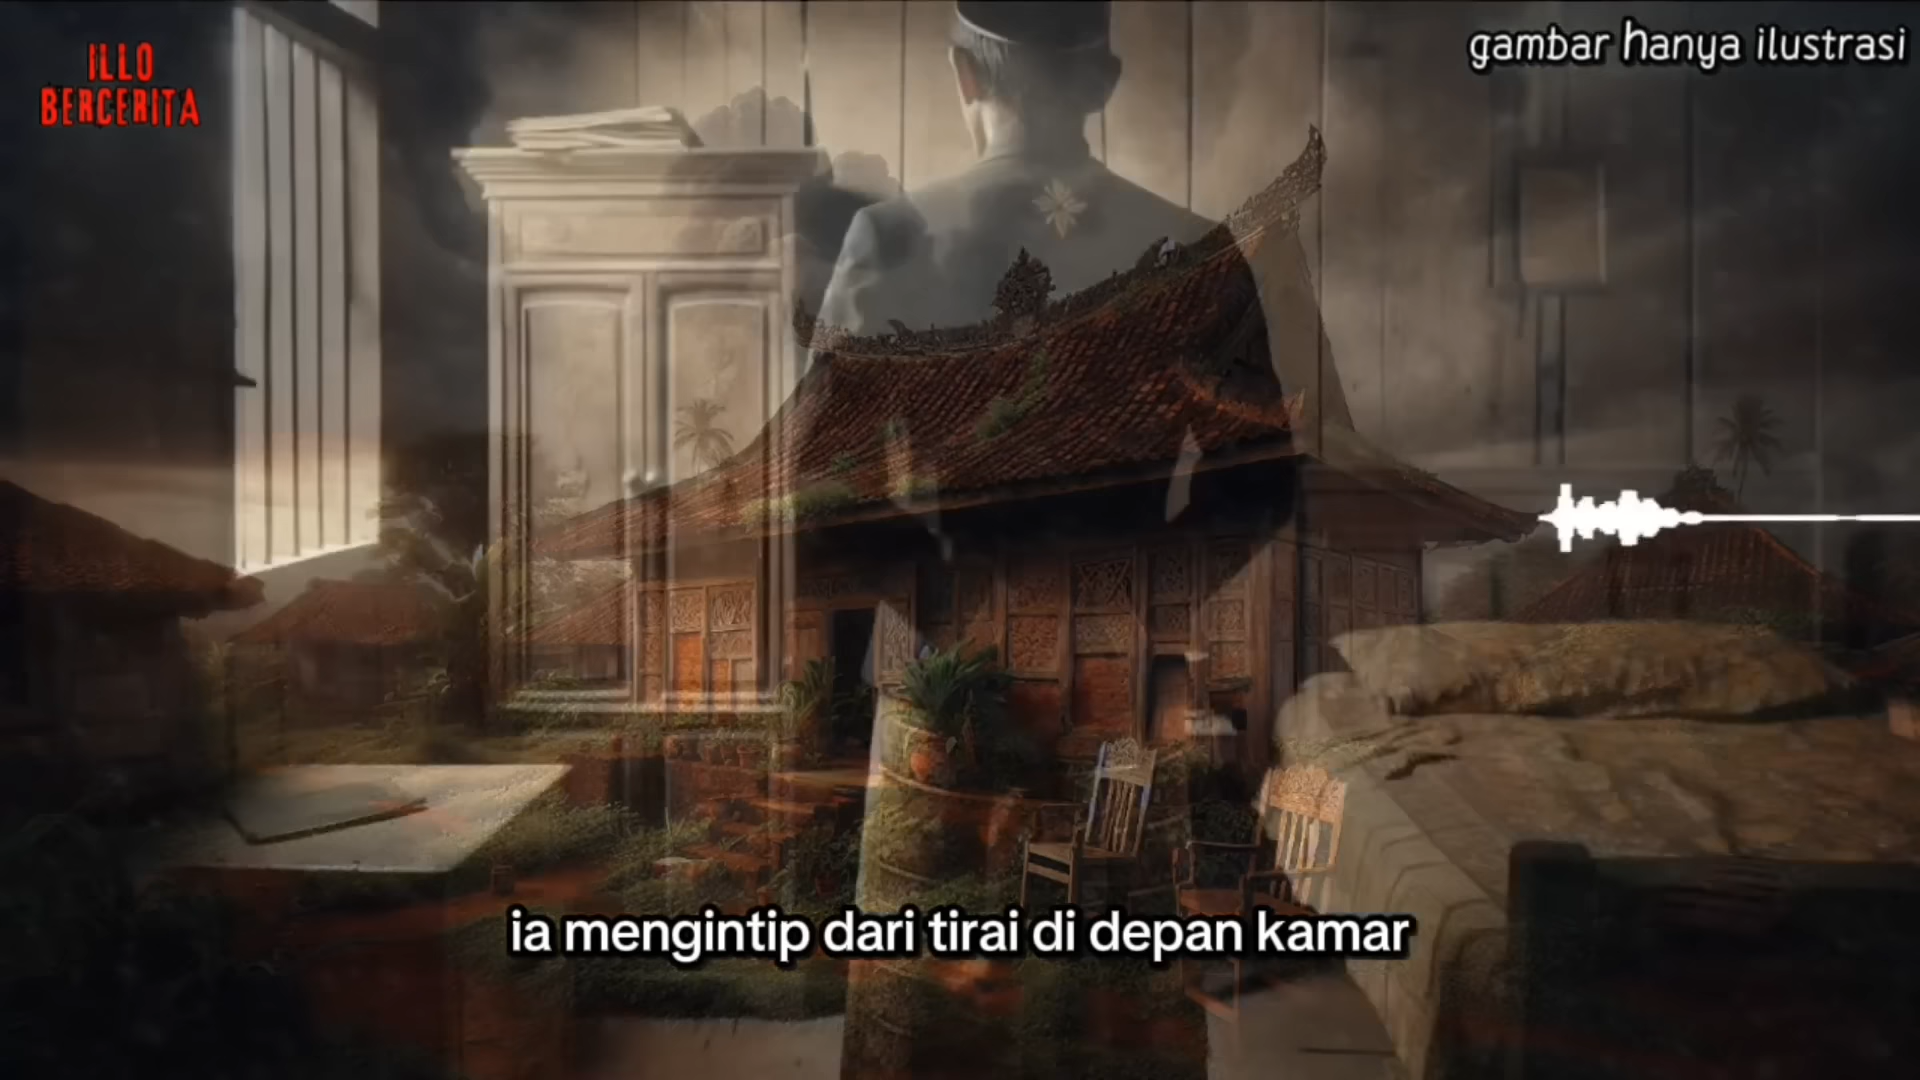 ILLO
BERCERITA
gambar hanya ilustrasi
ia mengintip dari tirai di depan kamar